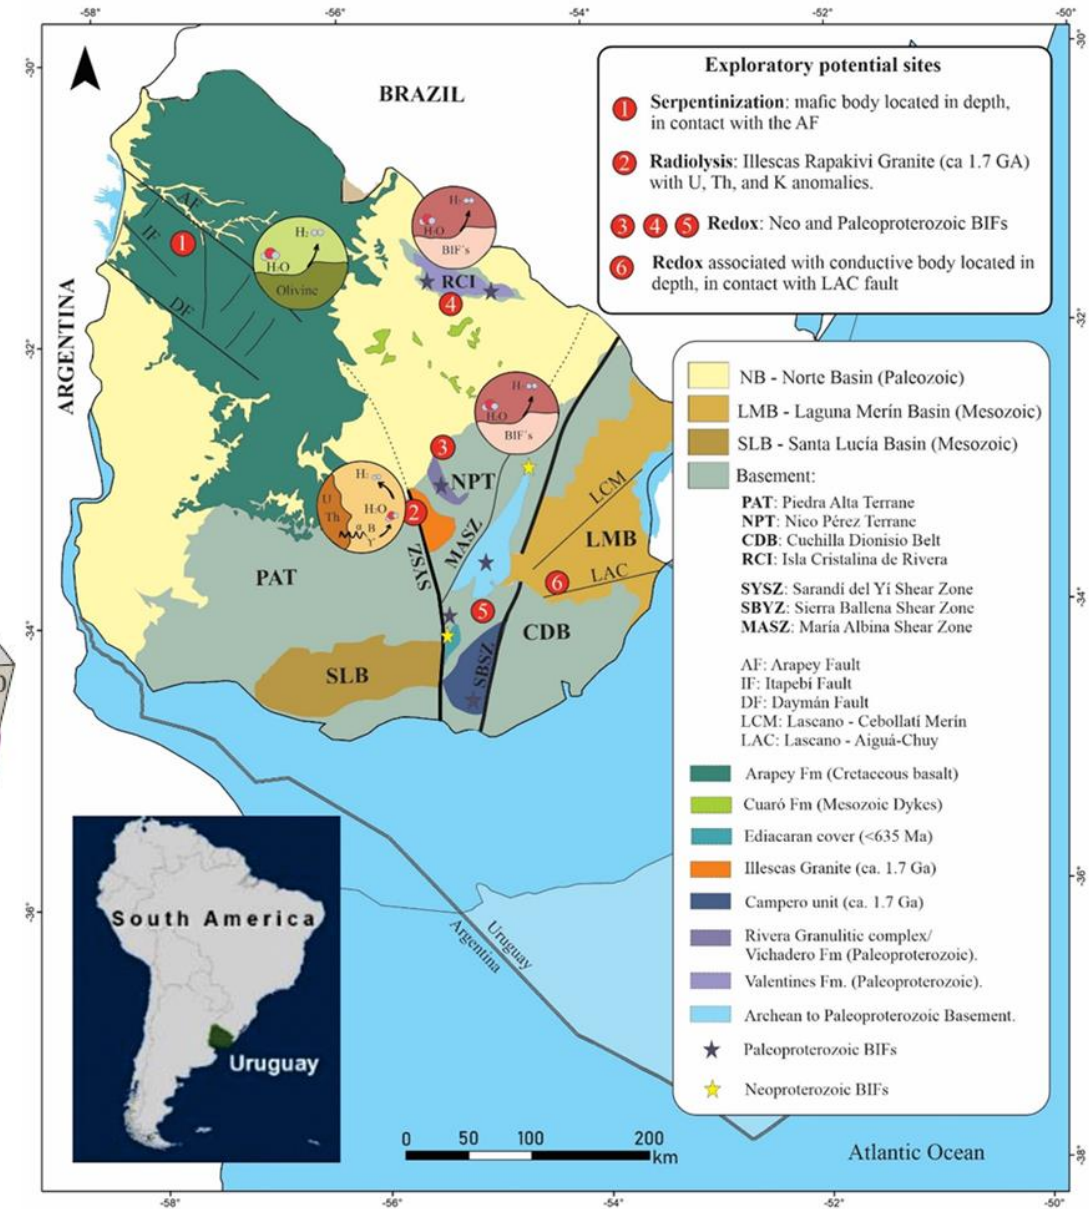 -58°
-56°
-54°
-52°
-50°
-30°
-30°
BRAZIL
Exploratory potential sites
1 Serpentinization: mafic body located in depth,
in contact with the AF
2 Radiolysis: Illescas Rapakivi Granite (ca 1.7 GA)
with U, Th, and K anomalies.
3 4 5 Redox: Neo and Paleoproterozoic BIFs
6 Redox associated with conductive body located in
depth, in contact with LAC fault
AF
IF
DF
1
H₂
H₂O
Olivine
H₂
H₂O
BIF´s
RCI
4
ARGENTINA
-32°
-32°
H₂
H₂O
BIF´s
3
NPT
U
Th
H₂
H₂O
α
B
γ
2
SYSZ
MASZ
LCM
LMB
LAC
6
PAT
5
CDB
SBSZ
SLB
-34°
-34°
NB - Norte Basin (Paleozoic)
LMB - Laguna Merín Basin (Mesozoic)
SLB - Santa Lucía Basin (Mesozoic)
Basement:
PAT: Piedra Alta Terrane
NPT: Nico Pérez Terrane
CDB: Cuchilla Dionisio Belt
RCI: Isla Cristalina de Rivera
SYSZ: Sarandí del Yí Shear Zone
SBYZ: Sierra Ballena Shear Zone
MASZ: María Albina Shear Zone
AF: Arapey Fault
IF: Itapebí Fault
DF: Daymán Fault
LCM: Lascano - Cebollatí Merín
LAC: Lascano - Aiguá-Chuy
Arapey Fm (Cretaceous basalt)
Cuaró Fm (Mesozoic Dykes)
Ediacaran cover (<635 Ma)
Illescas Granite (ca. 1.7 Ga)
Campero unit (ca. 1.7 Ga)
Rivera Granulitic complex/
Vichadero Fm (Paleoproterozoic).
Valentines Fm. (Paleoproterozoic).
Archean to Paleoproterozoic Basement.
Paleoproterozoic BIFs
Neoproterozoic BIFs
-36°
-36°
Uruguay
Argentina
South America
Uruguay
0 50 100 200
km
Atlantic Ocean
-38°
-58°
-56°
-54°
-52°
-50°